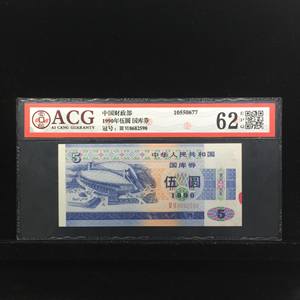 ACG
AI CANG GUARANTY
中国财政部
1990年伍圆 国库券
10550677
62
EPQ
5
中华人民共和国
国库券
伍圆
1990
5